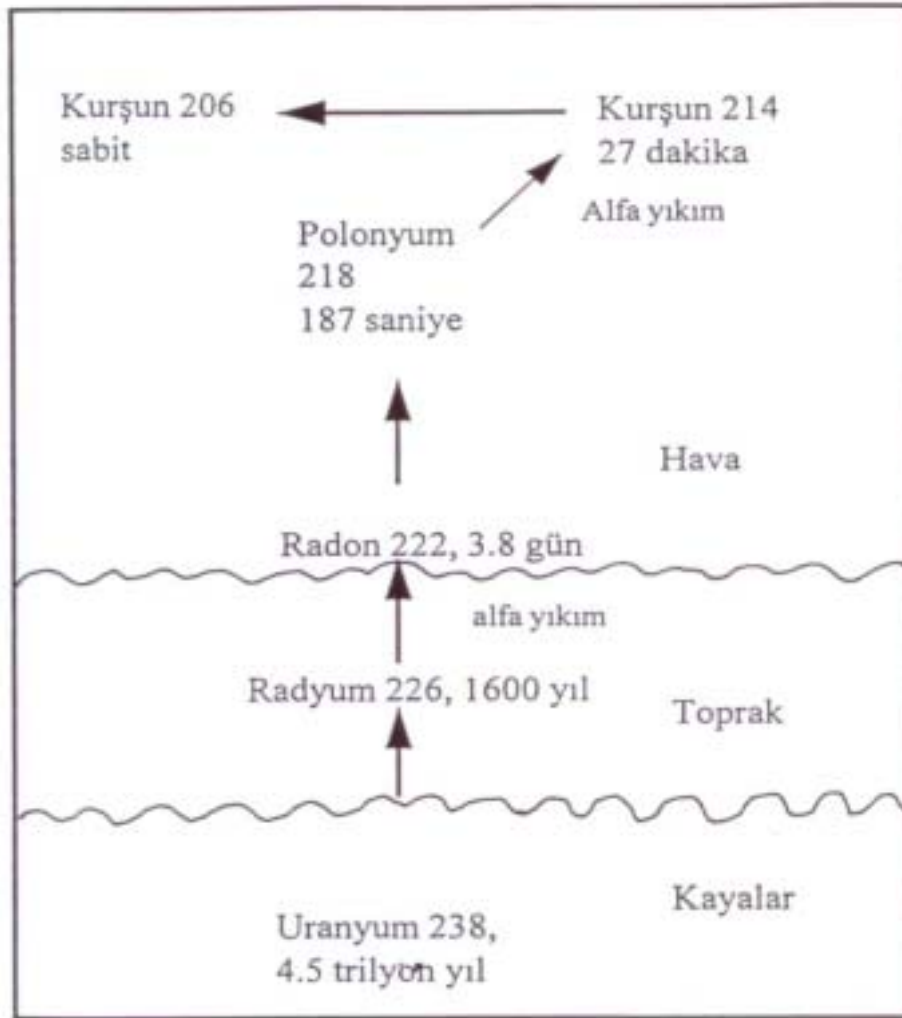 Kurşun 206
sabit
Kurşun 214
27 dakika
Alfa yıkım
Polonyum
218
187 saniye
Hava
Radon 222, 3.8 gün
alfa yıkım
Radyum 226, 1600 yıl
Toprak
Kayalar
Uranyum 238,
4.5 trilyon yıl